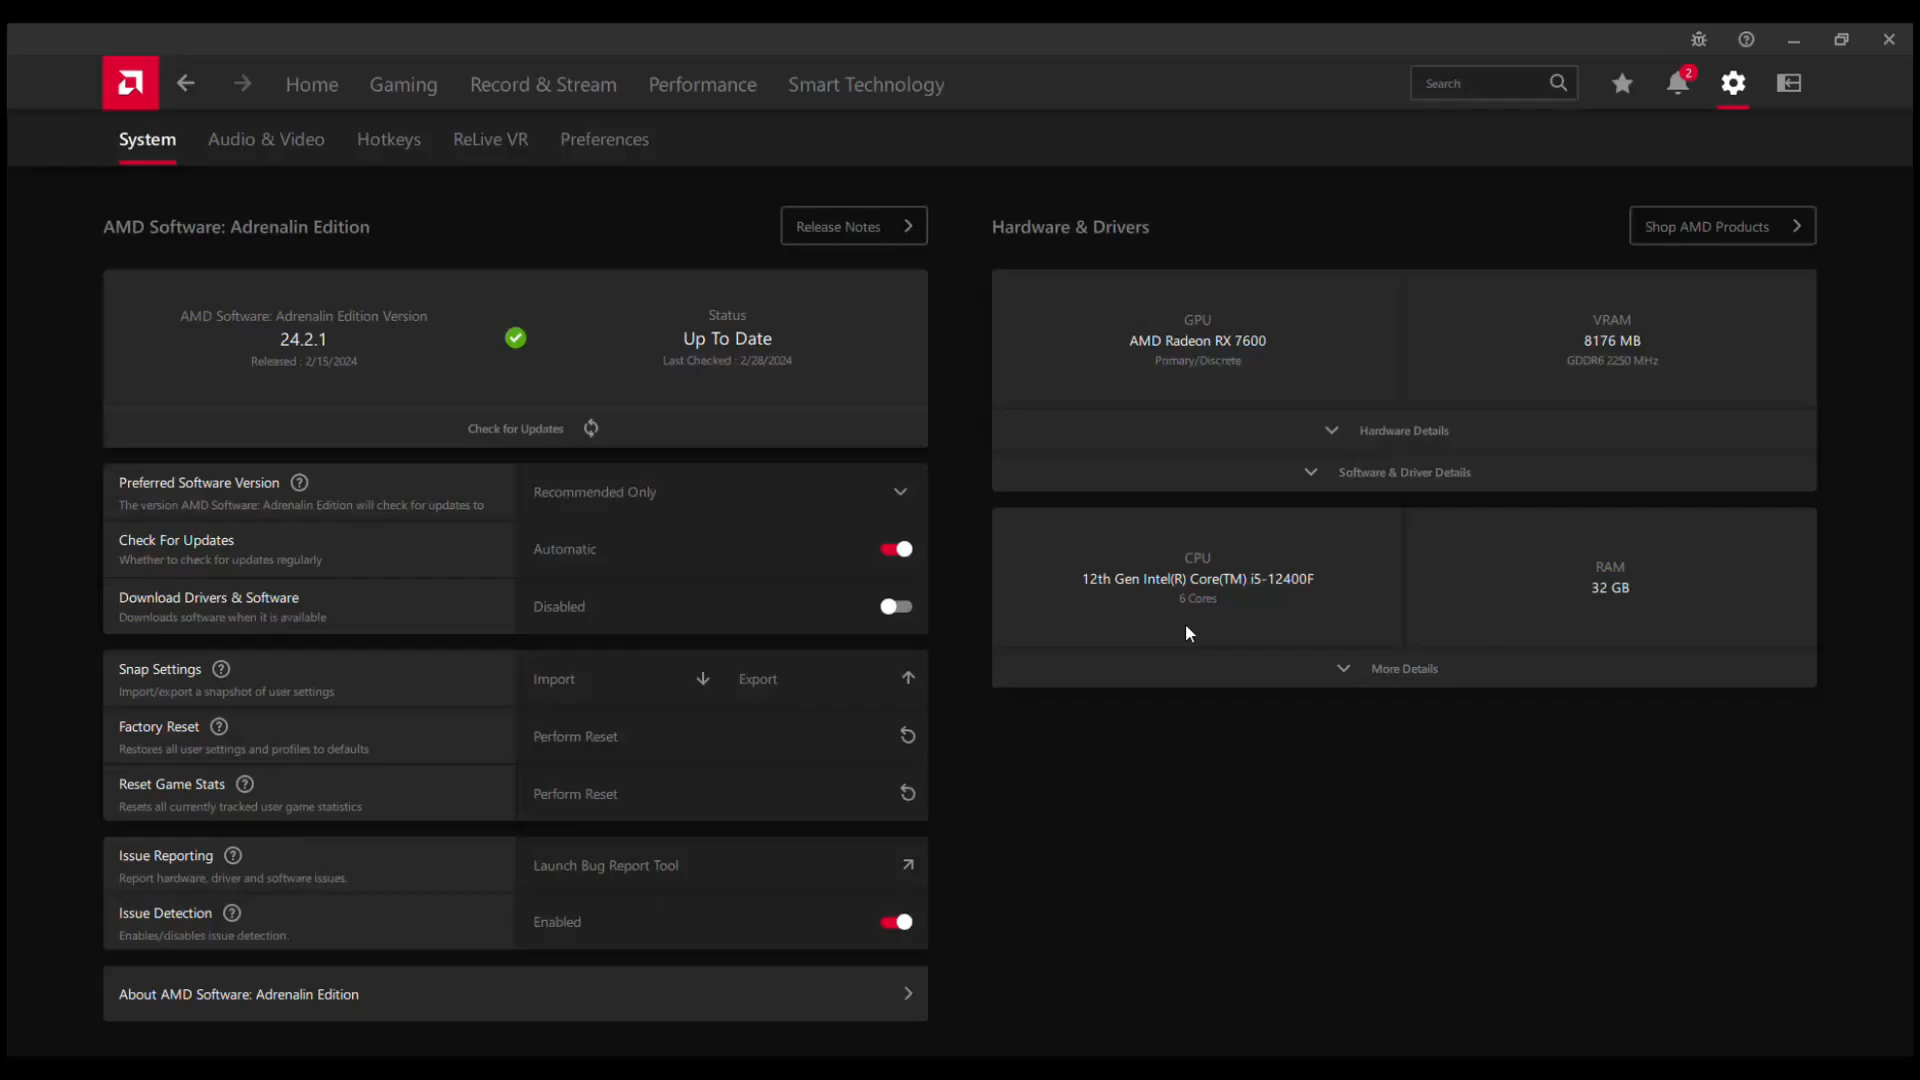 Home Gaming Record & Stream Performance Smart Technology Search 2
System Audio & Video Hotkeys ReLive VR Preferences
AMD Software: Adrenalin Edition
Release Notes
AMD Software: Adrenalin Edition Version
24.2.1
Released : 2/15/2024
Status
Up To Date
Last Checked : 2/28/2024
Check for Updates
Preferred Software Version
The version AMD Software: Adrenalin Edition will check for updates to
Recommended Only
Check For Updates
Whether to check for updates regularly
Automatic
Download Drivers & Software
Downloads software when it is available
Disabled
Snap Settings
Import/export a snapshot of user settings
Import
Export
Factory Reset
Restores all user settings and profiles to defaults
Perform Reset
Reset Game Stats
Resets all currently tracked user game statistics
Perform Reset
Issue Reporting
Report hardware, driver and software issues.
Launch Bug Report Tool
Issue Detection
Enables/disables issue detection.
Enabled
About AMD Software: Adrenalin Edition
Hardware & Drivers
Shop AMD Products
GPU
AMD Radeon RX 7600
Primary/Discrete
VRAM
8176 MB
GDDR6 2250 MHz
Hardware Details
Software & Driver Details
CPU
12th Gen Intel(R) Core(TM) i5-12400F
6 Cores
RAM
32 GB
More Details